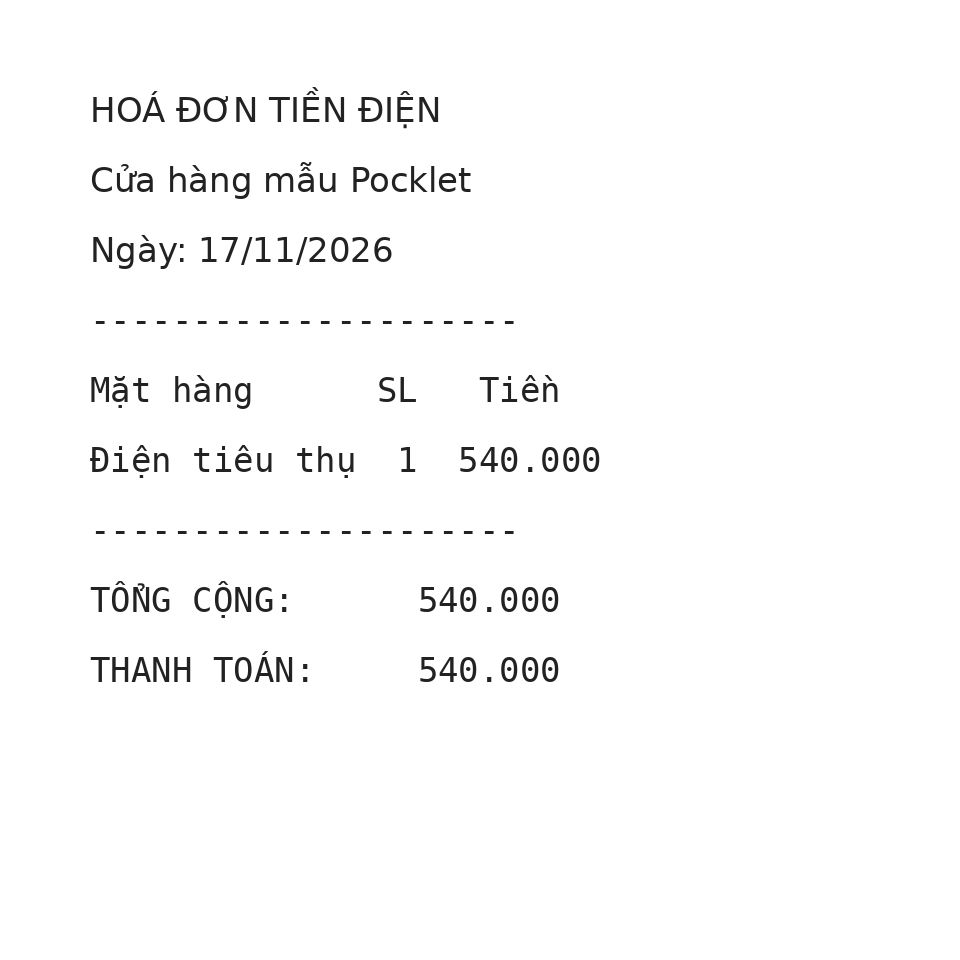 HOÁ ĐƠN TIỀN ĐIỆN
Cửa hàng mẫu Pocklet
Ngày: 17/11/2026
---------------------
Mặt hàng      SL   Tiền
Điện tiêu thụ  1  540.000
---------------------
TỔNG CỘNG:      540.000
THANH TOÁN:     540.000